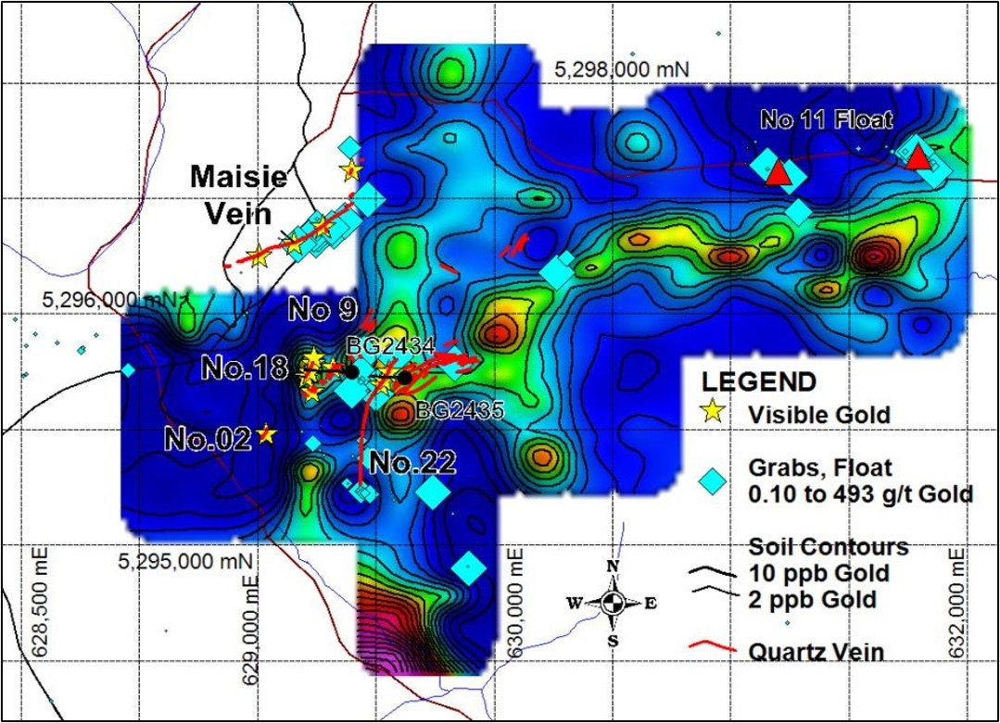 5,298,000 mN
No 11 Float
Maisie
Vein
5,296,000 mN
No 9
BG2434
No.18
BG2435
No.02
No.22
LEGEND
Visible Gold
Grabs, Float
0.10 to 493 g/t Gold
Soil Contours
10 ppb Gold
2 ppb Gold
Quartz Vein
N
W
E
S
5,295,000 mN
628,500 mE
629,000 mE
630,000 mE
632,000 mE